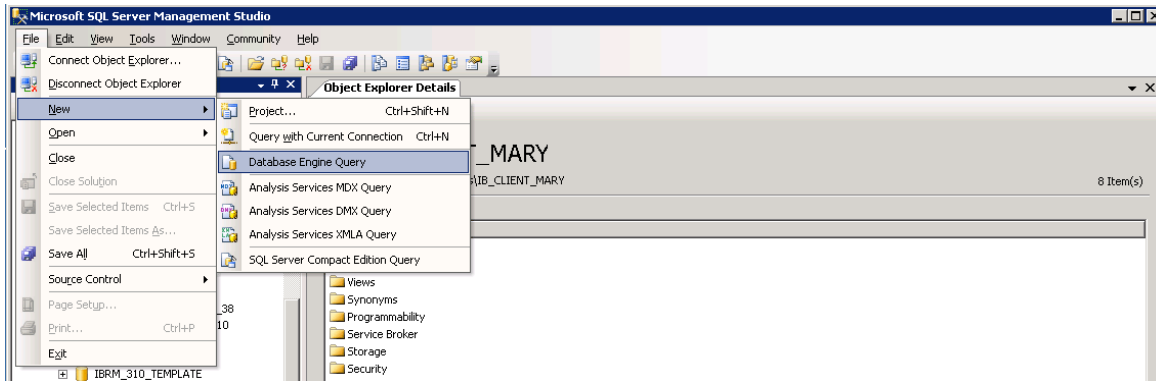 Microsoft SQL Server Management Studio
File Edit View Tools Window Community Help
Connect Object Explorer...
Disconnect Object Explorer
New
Open
Close
Close Solution
Save Selected Items Ctrl+S
Save Selected Items As...
Save All Ctrl+Shift+S
Source Control
Page Setup...
Print... Ctrl+P
Exit
Project... Ctrl+Shift+N
Query with Current Connection Ctrl+N
Database Engine Query
Analysis Services MDX Query
Analysis Services DMX Query
Analysis Services XMLA Query
SQL Server Compact Edition Query
Object Explorer Details
_MARY
\IB_CLIENT_MARY 8 Item(s)
Views
Synonyms
Programmability
Service Broker
Storage
Security
_38
10
IBRM_310_TEMPLATE